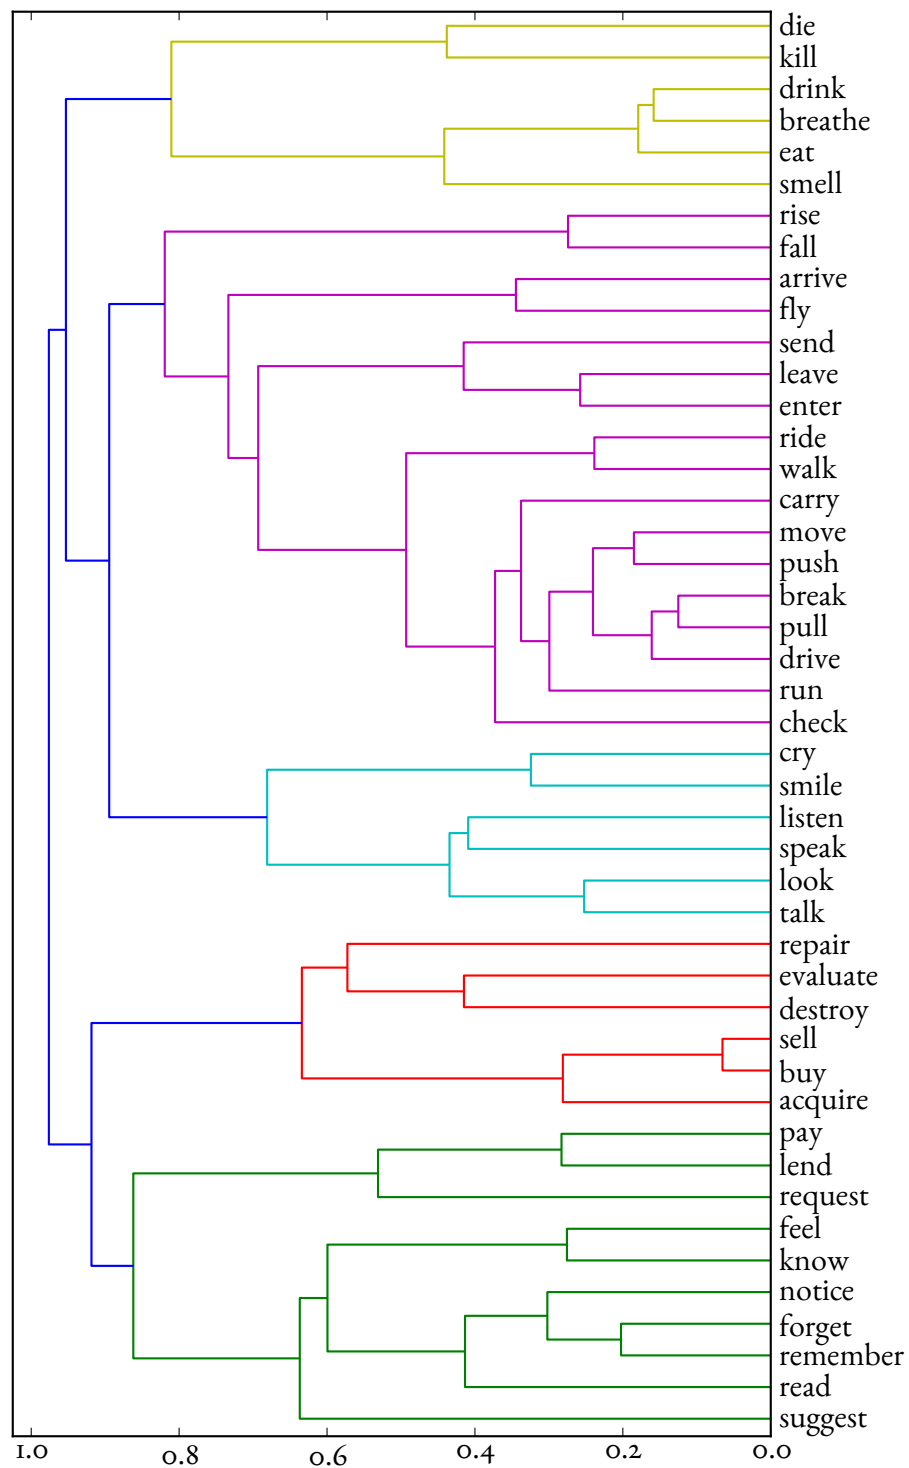 die
kill
drink
breathe
eat
smell
rise
fall
arrive
fly
send
leave
enter
ride
walk
carry
move
push
break
pull
drive
run
check
cry
smile
listen
speak
look
talk
repair
evaluate
destroy
sell
buy
acquire
pay
lend
request
feel
know
notice
forget
remember
read
suggest
1.0 0.8 0.6 0.4 0.2 0.0